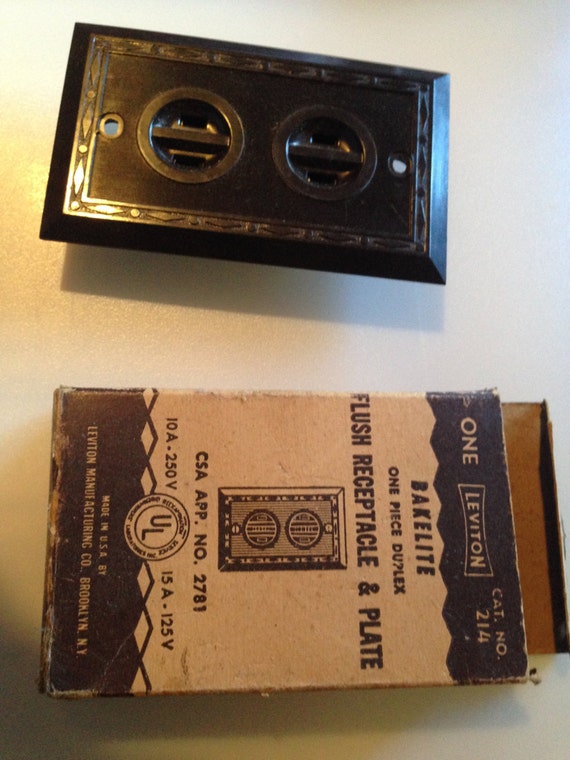 ONE
LEVITON
CAT. NO.
214
BAKELITE
ONE PIECE DUPLEX
FLUSH RECEPTACLE & PLATE
CSA APP. NO. 2781
10A-250V
UL
15A-125V
MADE IN U.S.A. BY
LEVITON MANUFACTURING CO. BROOKLYN, N.Y.